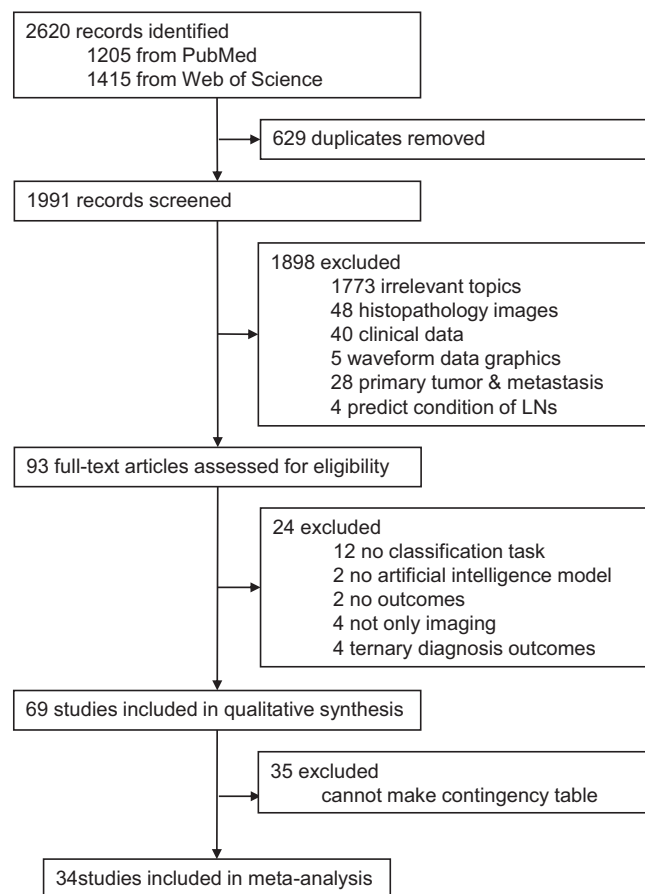 2620 records identified
1205 from PubMed
1415 from Web of Science
629 duplicates removed
1991 records screened
1898 excluded
1773 irrelevant topics
48 histopathology images
40 clinical data
5 waveform data graphics
28 primary tumor & metastasis
4 predict condition of LNs
93 full-text articles assessed for eligibility
24 excluded
12 no classification task
2 no artificial intelligence model
2 no outcomes
4 not only imaging
4 ternary diagnosis outcomes
69 studies included in qualitative synthesis
35 excluded
cannot make contingency table
34studies included in meta-analysis